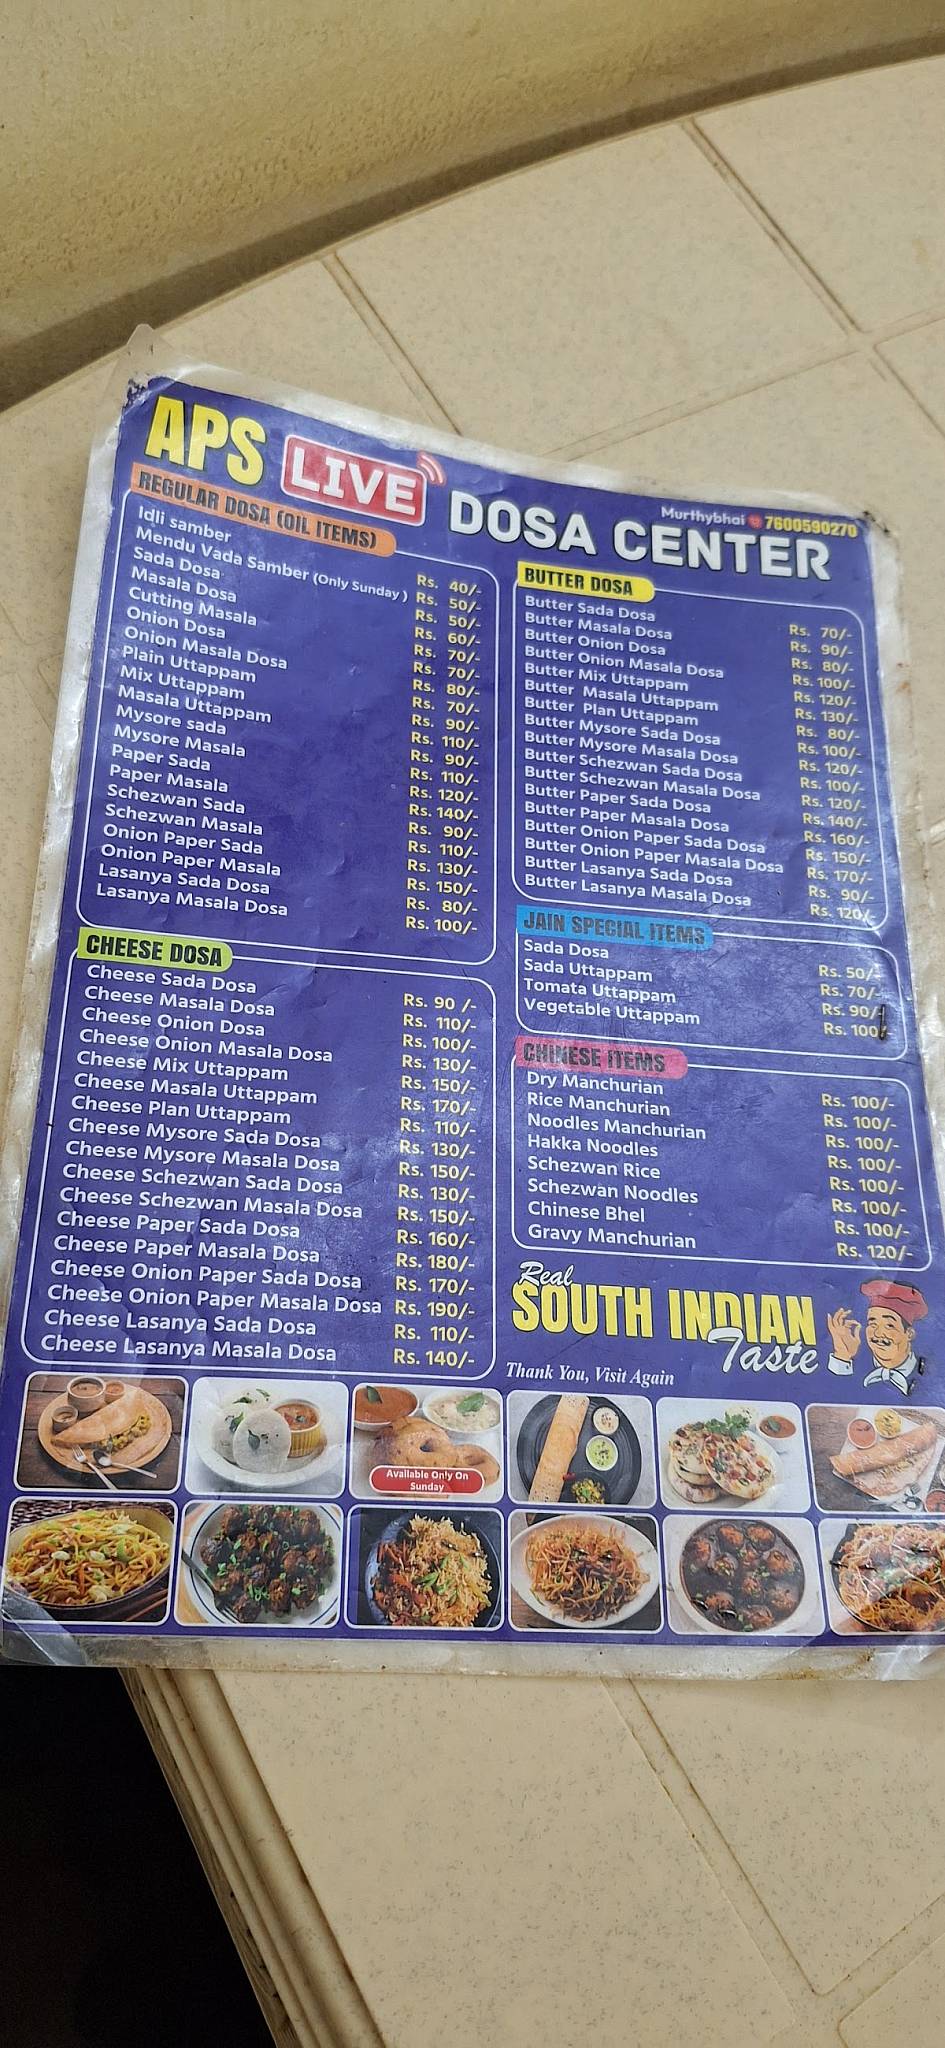 APS LIVE DOSA CENTER
Murthybhai 7600590270
REGULAR DOSA (OIL ITEMS)
Idli samber Rs. 40/-
Mendu Vada Samber (Only Sunday ) Rs. 50/-
Sada Dosa Rs. 50/-
Masala Dosa Rs. 60/-
Cutting Masala Rs. 70/-
Onion Dosa Rs. 70/-
Onion Masala Dosa Rs. 80/-
Plain Uttappam Rs. 70/-
Mix Uttappam Rs. 90/-
Masala Uttappam Rs. 110/-
Mysore sada Rs. 90/-
Mysore Masala Rs. 110/-
Paper Sada Rs. 120/-
Paper Masala Rs. 140/-
Schezwan Sada Rs. 90/-
Schezwan Masala Rs. 110/-
Onion Paper Sada Rs. 130/-
Onion Paper Masala Rs. 150/-
Lasanya Sada Dosa Rs. 80/-
Lasanya Masala Dosa Rs. 100/-
CHEESE DOSA
Cheese Sada Dosa Rs. 90 /-
Cheese Masala Dosa Rs. 110/-
Cheese Onion Dosa Rs. 100/-
Cheese Onion Masala Dosa Rs. 130/-
Cheese Mix Uttappam Rs. 150/-
Cheese Masala Uttappam Rs. 170/-
Cheese Plan Uttappam Rs. 110/-
Cheese Mysore Sada Dosa Rs. 130/-
Cheese Mysore Masala Dosa Rs. 150/-
Cheese Schezwan Sada Dosa Rs. 130/-
Cheese Schezwan Masala Dosa Rs. 150/-
Cheese Paper Sada Dosa Rs. 160/-
Cheese Paper Masala Dosa Rs. 180/-
Cheese Onion Paper Sada Dosa Rs. 170/-
Cheese Onion Paper Masala Dosa Rs. 190/-
Cheese Lasanya Sada Dosa Rs. 110/-
Cheese Lasanya Masala Dosa Rs. 140/-
BUTTER DOSA
Butter Sada Dosa Rs. 70/-
Butter Masala Dosa Rs. 90/-
Butter Onion Dosa Rs. 80/-
Butter Onion Masala Dosa Rs. 100/-
Butter Mix Uttappam Rs. 120/-
Butter Masala Uttappam Rs. 130/-
Butter Plan Uttappam Rs. 80/-
Butter Mysore Sada Dosa Rs. 100/-
Butter Mysore Masala Dosa Rs. 120/-
Butter Schezwan Sada Dosa Rs. 100/-
Butter Schezwan Masala Dosa Rs. 120/-
Butter Paper Sada Dosa Rs. 140/-
Butter Paper Masala Dosa Rs. 160/-
Butter Onion Paper Sada Dosa Rs. 150/-
Butter Onion Paper Masala Dosa Rs. 170/-
Butter Lasanya Sada Dosa Rs. 90/-
Butter Lasanya Masala Dosa Rs. 120/-
JAIN SPECIAL ITEMS
Sada Dosa Rs. 50/-
Sada Uttappam Rs. 70/-
Tomata Uttappam Rs. 90/-
Vegetable Uttappam Rs. 100/-
CHINESE ITEMS
Dry Manchurian Rs. 100/-
Rice Manchurian Rs. 100/-
Noodles Manchurian Rs. 100/-
Hakka Noodles Rs. 100/-
Schezwan Rice Rs. 100/-
Schezwan Noodles Rs. 100/-
Chinese Bhel Rs. 100/-
Gravy Manchurian Rs. 120/-
Real
SOUTH INDIAN
Taste
Thank You, Visit Again
Available Only On
Sunday